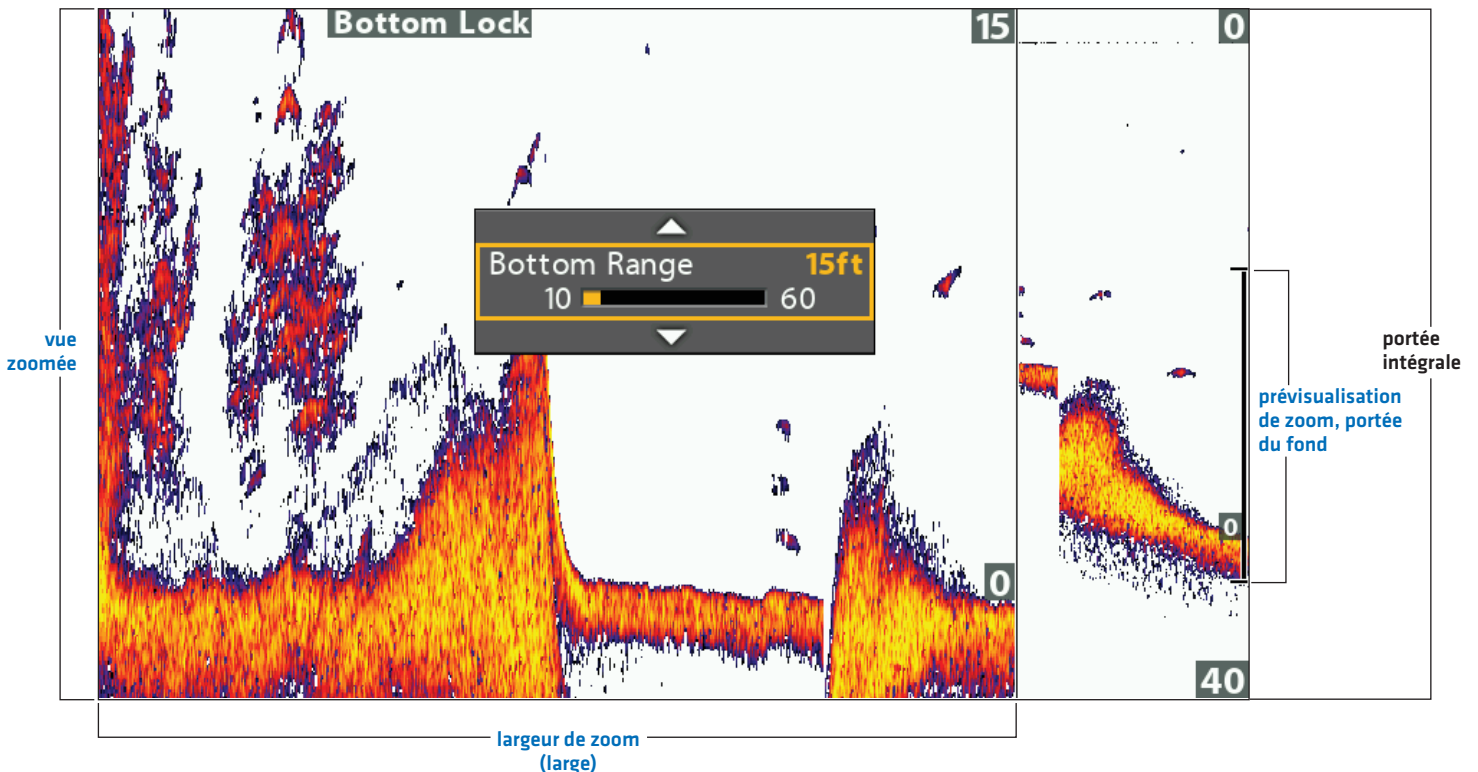 Bottom Lock
15
0
Bottom Range 15ft
10 60
vue
zoomée
portée
intégrale
prévisualisation
de zoom, portée
du fond
0
0
40
largeur de zoom
(large)